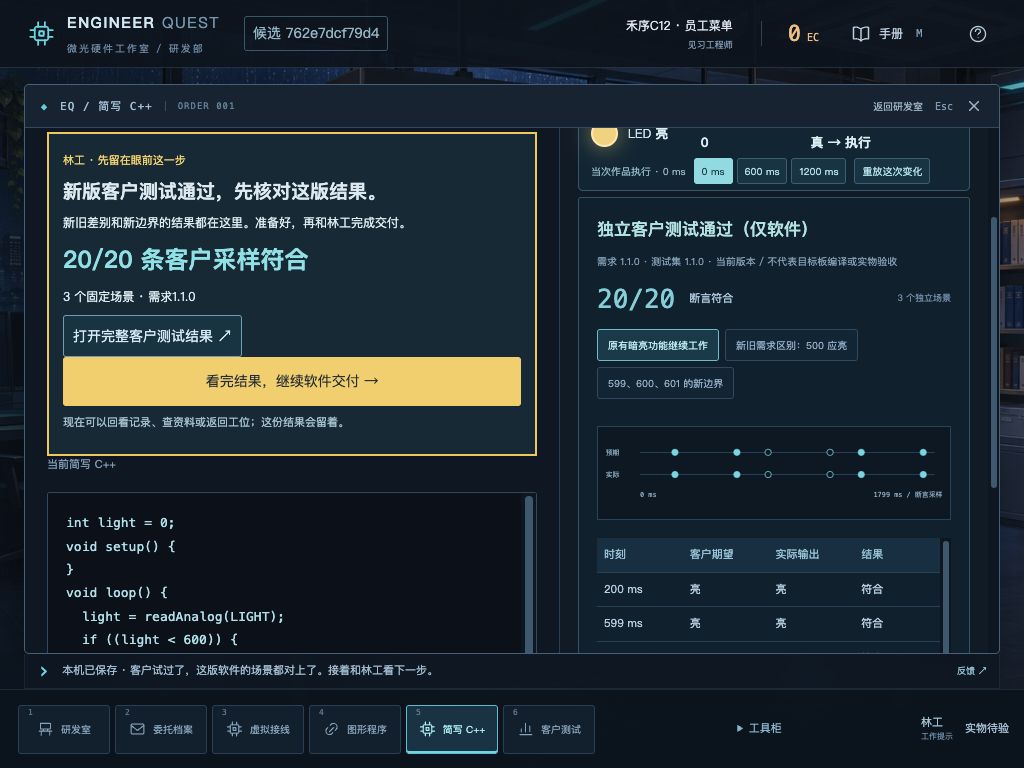 ENGINEER QUEST
微光硬件工作室 / 研发部
候选 762e7dcf79d4
禾序C12 · 员工菜单
见习工程师
0 EC
手册 M
EQ / 简写 C++ | ORDER 001
返回研发室 Esc
林工 · 先留在眼前这一步
新版客户测试通过，先核对这版结果。
新旧差别和新边界的结果都在这里。准备好，再和林工完成交付。
20/20 条客户采样符合
3 个固定场景 · 需求1.1.0
打开完整客户测试结果 ↗
看完结果，继续软件交付 →
现在可以回看记录、查资料或返回工位；这份结果会留着。
当前简写 C++
int light = 0;
void setup() {
}
void loop() {
light = readAnalog(LIGHT);
if ((light < 600)) {
LED 亮
0
真 → 执行
当次作品执行 · 0 ms
0 ms
600 ms
1200 ms
重放这次变化
独立客户测试通过（仅软件）
需求 1.1.0 · 测试集 1.1.0 · 当前版本 / 不代表目标板编译或实物验收
20/20 断言符合
3 个独立场景
原有暗亮功能继续工作
新旧需求区别：500 应亮
599、600、601 的新边界
预期
实际
0 ms
1799 ms / 断言采样
时刻 客户期望 实际输出 结果
200 ms 亮 亮 符合
599 ms 亮 亮 符合
本机已保存 · 客户试过了，这版软件的场景都对上了。接着和林工看下一步。
反馈 ↗
1 研发室
2 委托档案
3 虚拟接线
4 图形程序
5 简写 C++
6 客户测试
工具柜
林工
工作提示
实物待验